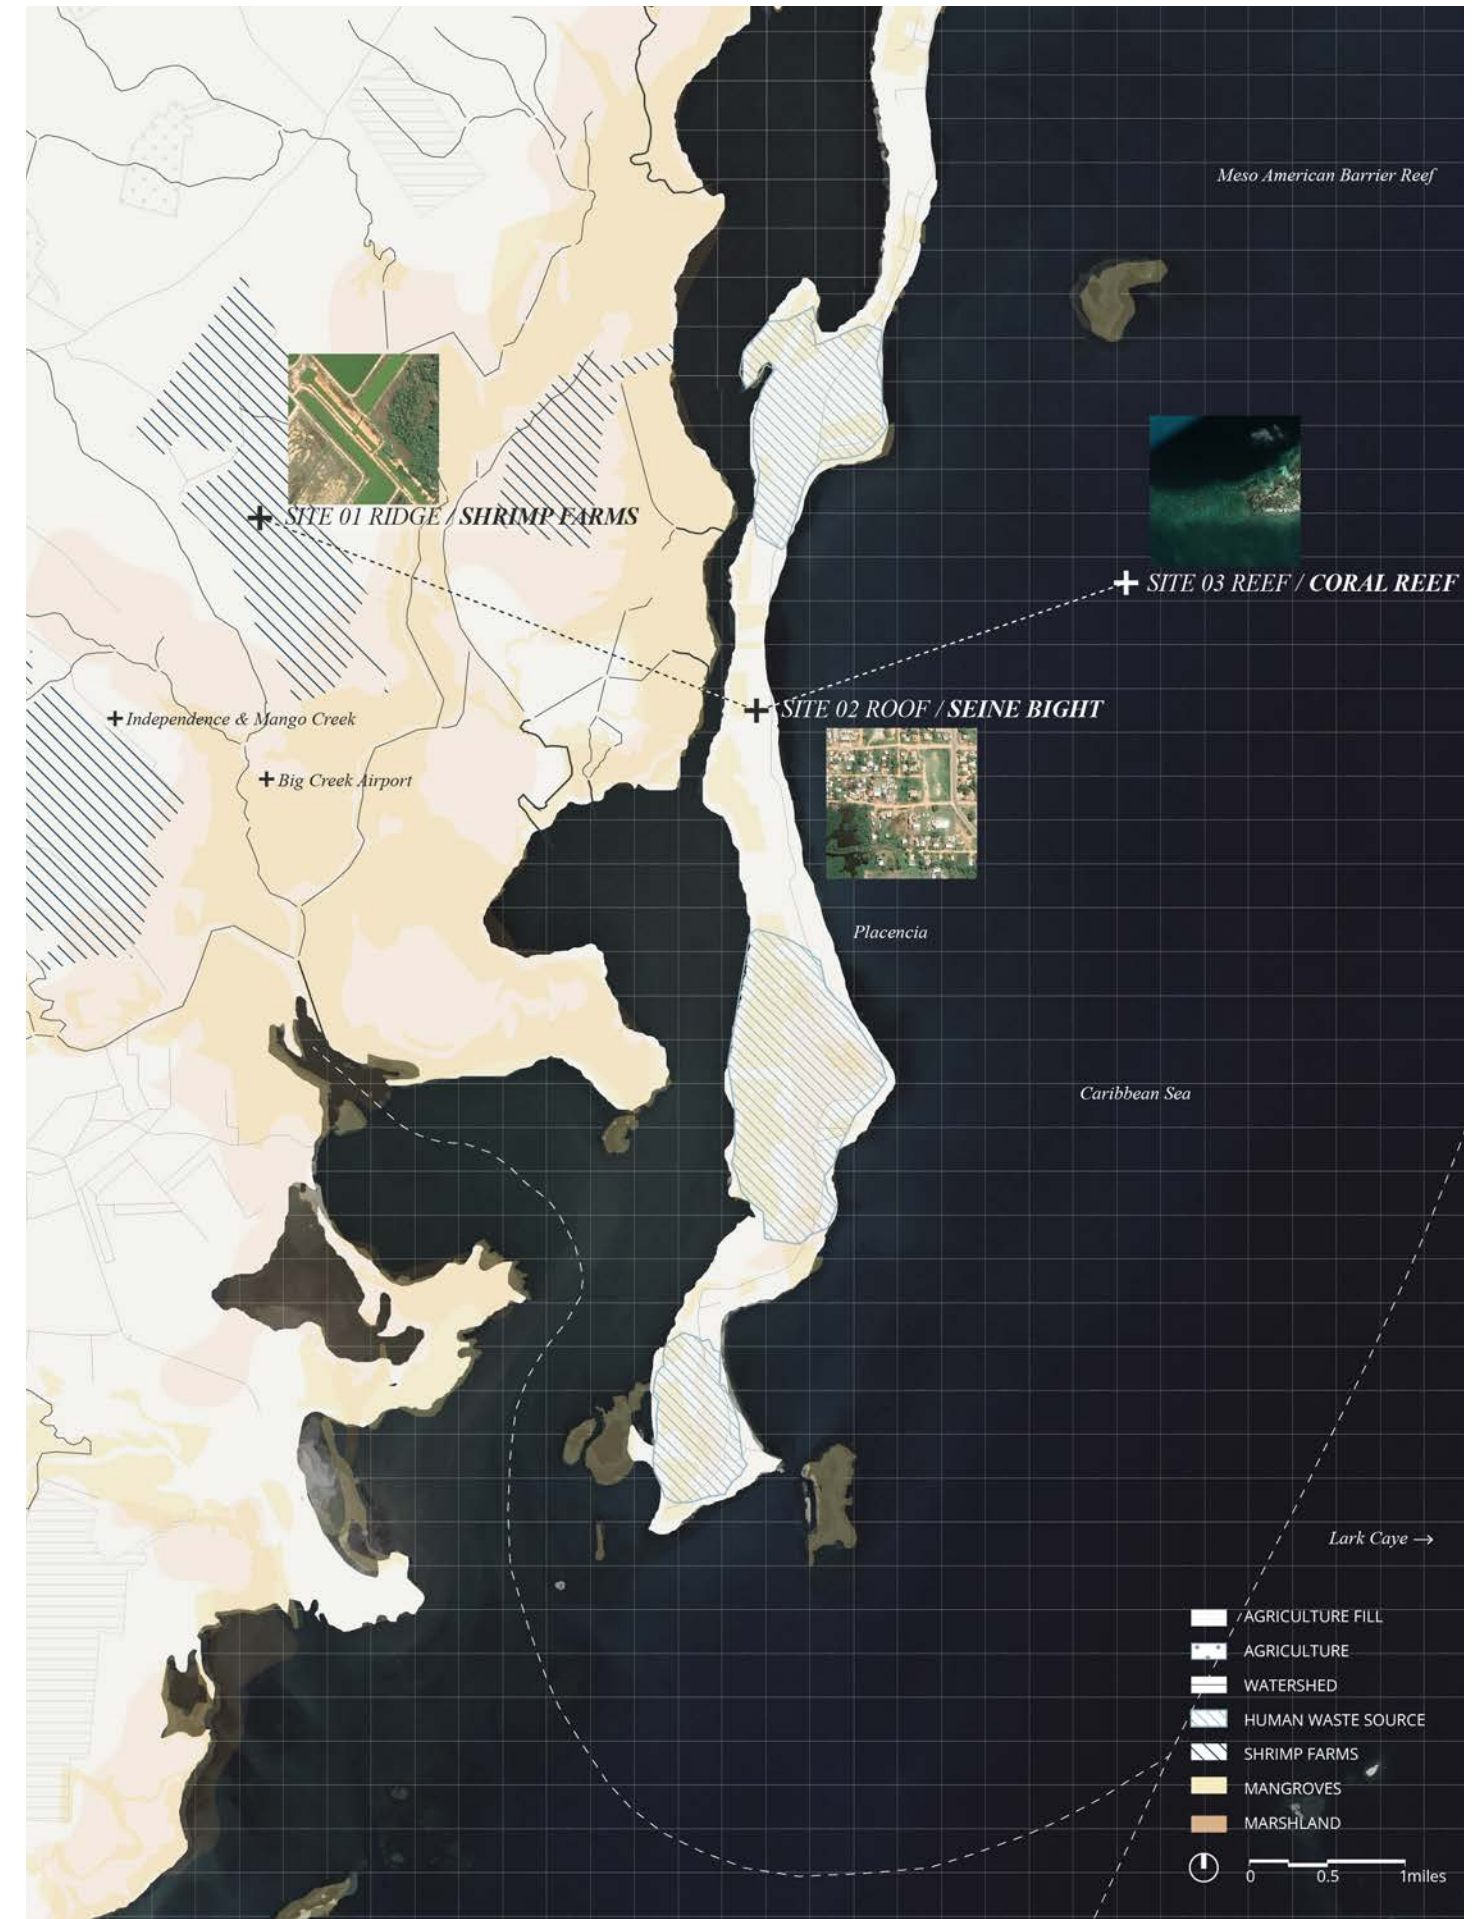 Meso American Barrier Reef
SITE 01 RIDGE / SHRIMP FARMS
SITE 03 REEF / CORAL REEF
SITE 02 ROOF / SEINE BIGHT
Independence & Mango Creek
Big Creek Airport
Placencia
Caribbean Sea
Lark Caye →
AGRICULTURE FILL
AGRICULTURE
WATERSHED
HUMAN WASTE SOURCE
SHRIMP FARMS
MANGROVES
MARSHLAND
0 0.5 1miles